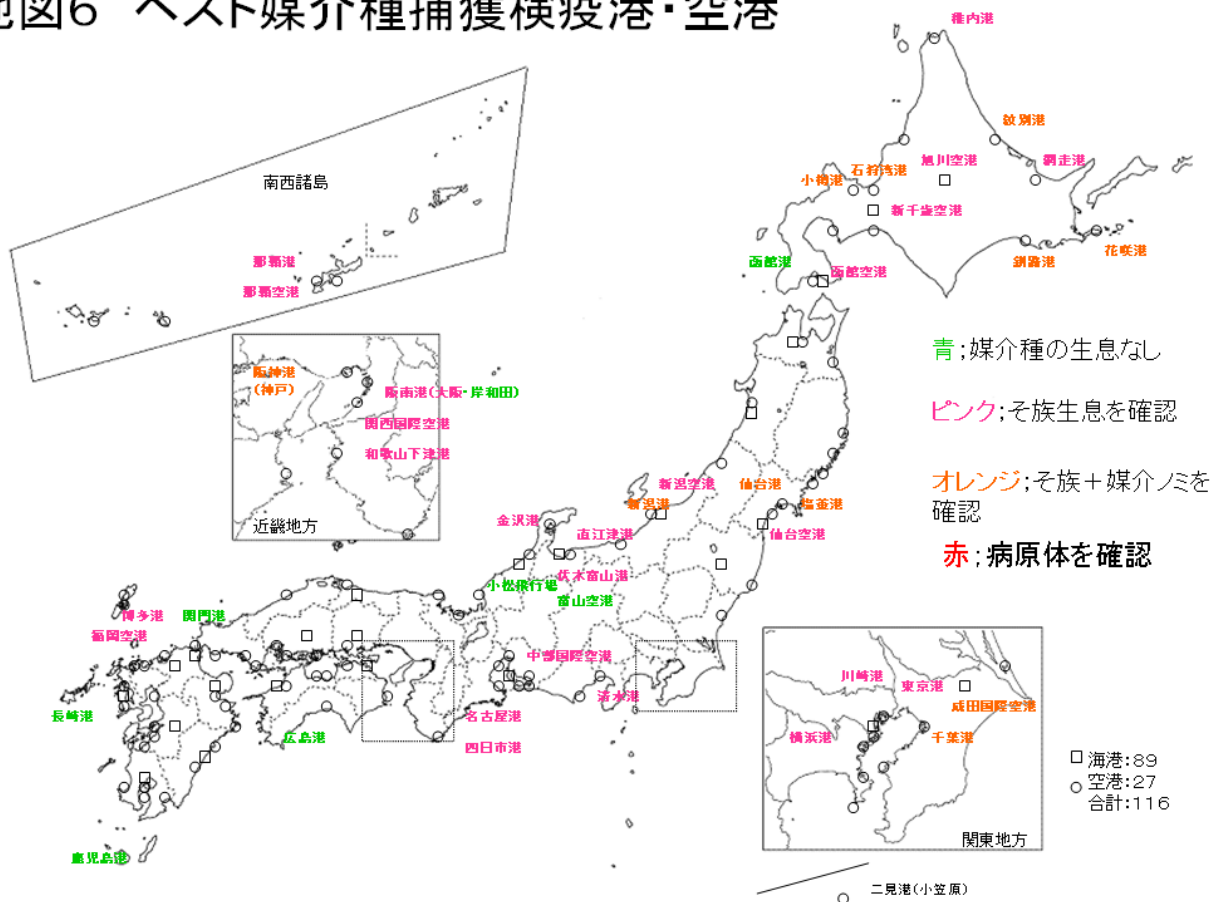 地図6 ペスト媒介種捕獲検疫港・空港
稚内港
紋別港
旭川空港
網走港
石狩湾港
小樽港
新千歳空港
花咲港
釧路港
函館港
函館空港
南西諸島
那覇港
那覇空港
阪神港
(神戸)
阪南港(大阪・岸和田)
関西国際空港
和歌山下津港
近畿地方
青;媒介種の生息なし
ピンク;そ族生息を確認
オレンジ;そ族+媒介ノミを
確認
赤;病原体を確認
新潟空港
仙台港
新潟港
塩釜港
仙台空港
金沢港
直江津港
伏木富山港
小松飛行場
富山空港
博多港
関門港
福岡空港
中部国際空港
清水港
長崎港
名古屋港
広島港
四日市港
鹿児島港
川崎港
東京港
成田国際空港
横浜港
千葉港
関東地方
□ 海港:89
○ 空港:27
合計:116
二見港(小笠原)